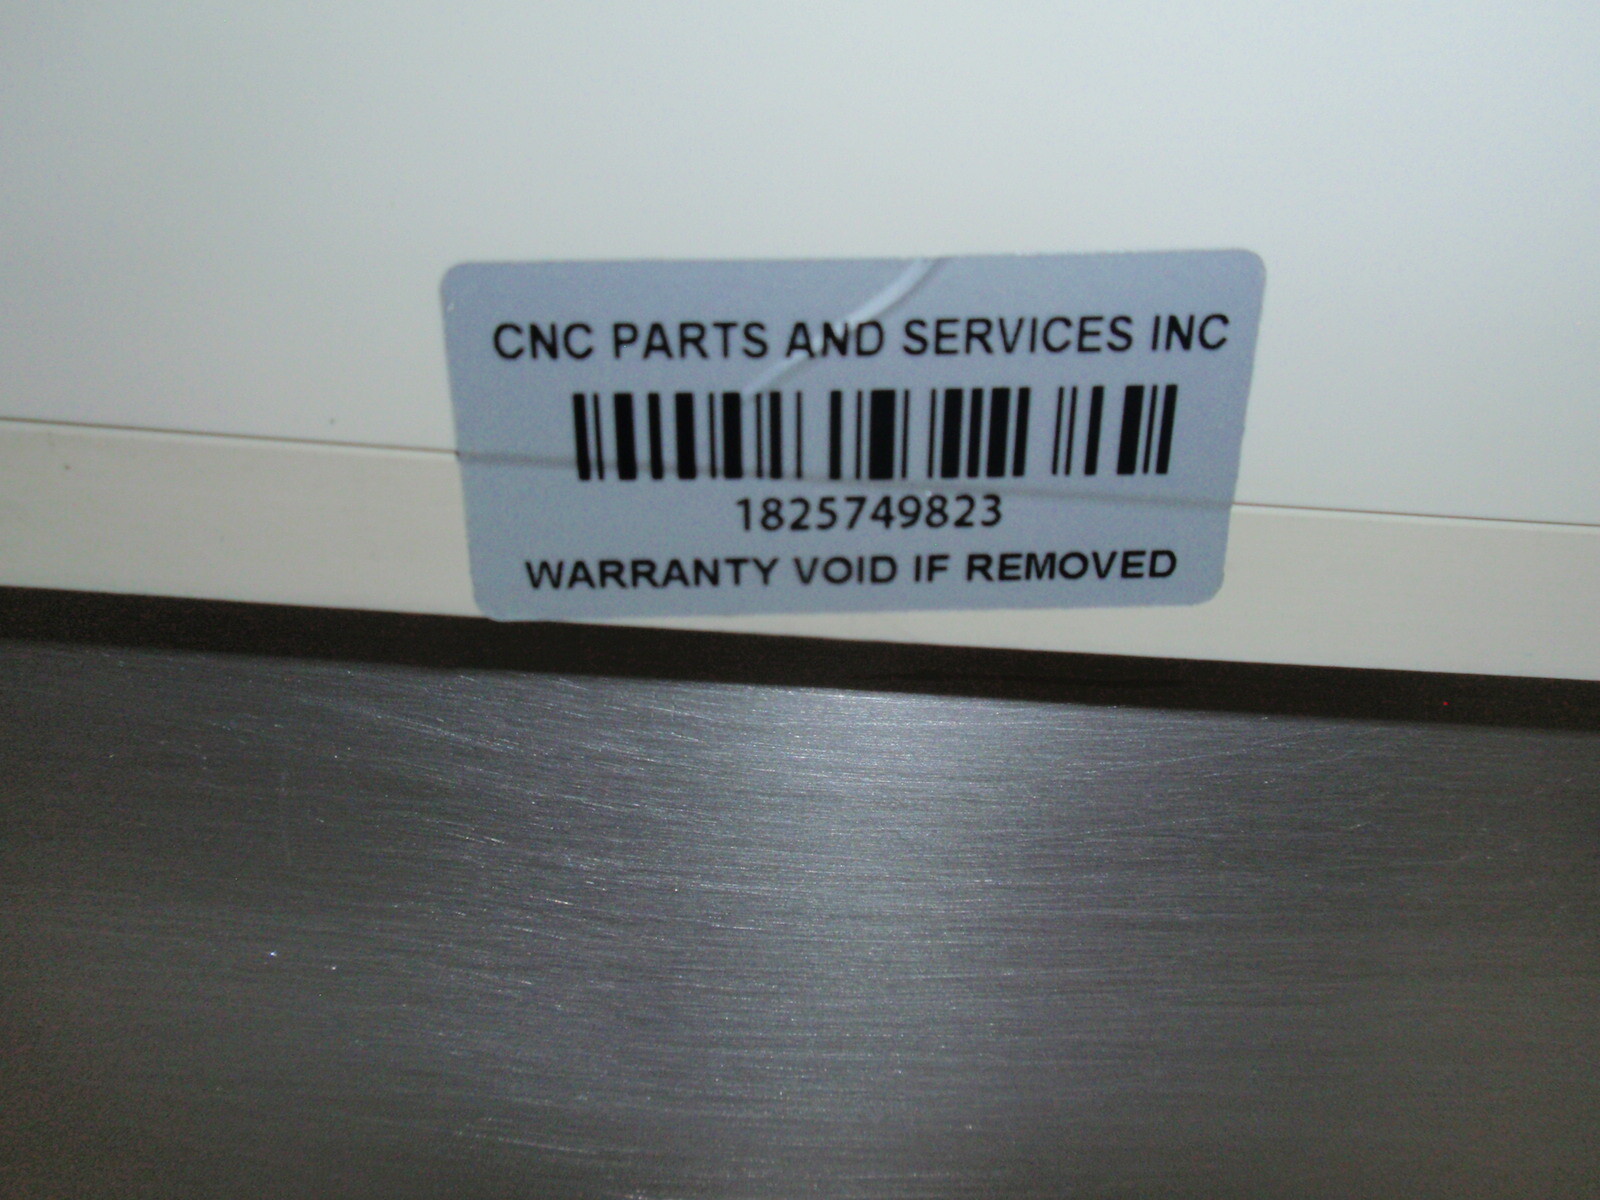 CNC PARTS AND SERVICES INC
1825749823
WARRANTY VOID IF REMOVED